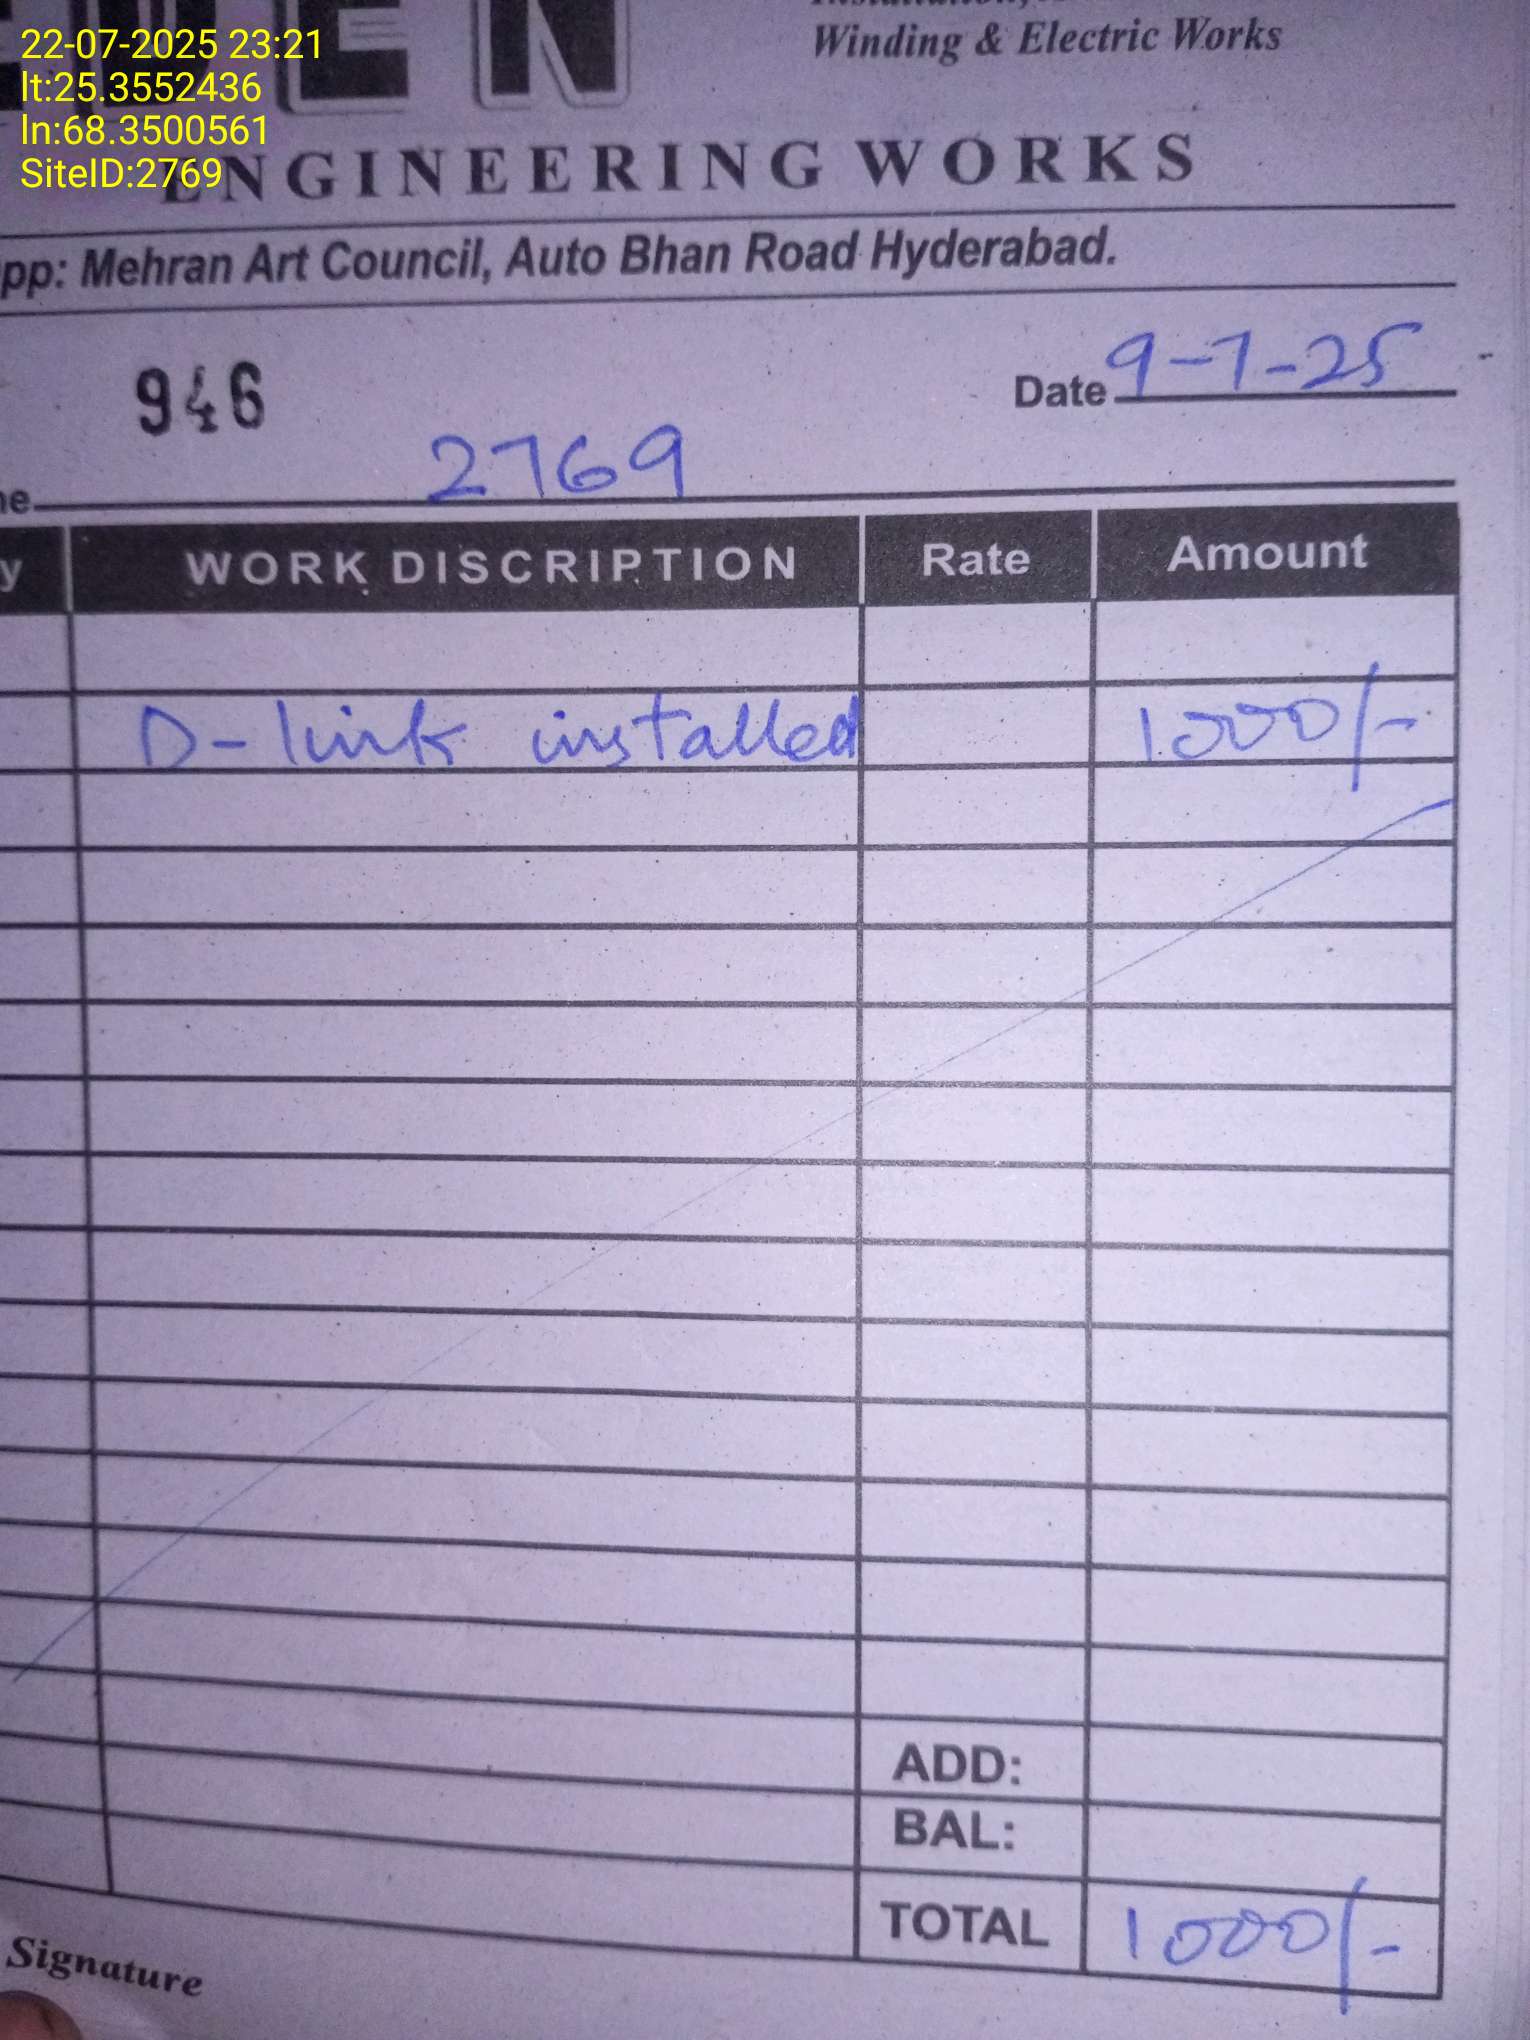 22-07-2025 23:21
lt:25.3552436
ln:68.3500561
SiteID:2769
Winding & Electric Works
ENGINEERING WORKS
pp: Mehran Art Council, Auto Bhan Road Hyderabad.
946
Date 9-7-25
2769
y WORK DISCRIPTION Rate Amount
D-link installed 1000/-
ADD:
BAL:
TOTAL 1000/-
Signature